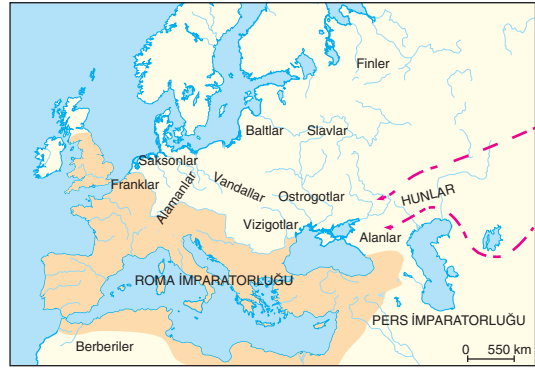 Finler
Baltlar
Slavlar
Saksonlar
Franklar
Alamanlar
Vandallar
Ostrogotlar
HUNLAR
Vizigotlar
Alanlar
ROMA İMPARATORLUĞU
PERS İMPARATORLUĞU
Berberiler
0 550 km